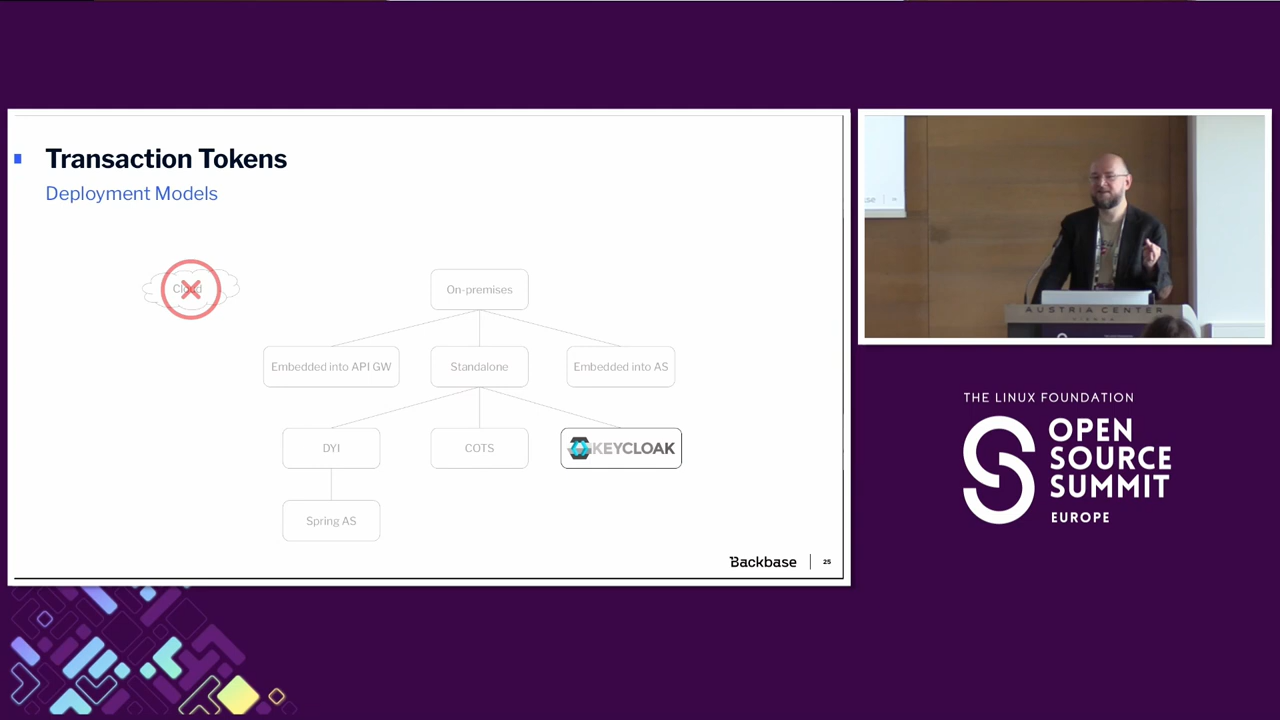 Transaction Tokens
Deployment Models
Cloud
On-premises
Embedded into API GW
Standalone
Embedded into AS
DYI
COTS
KEYCLOAK
Spring AS
Backbase
25
AUSTRIA CENTER
THE LINUX FOUNDATION
OPEN
SOURCE
SUMMIT
EUROPE